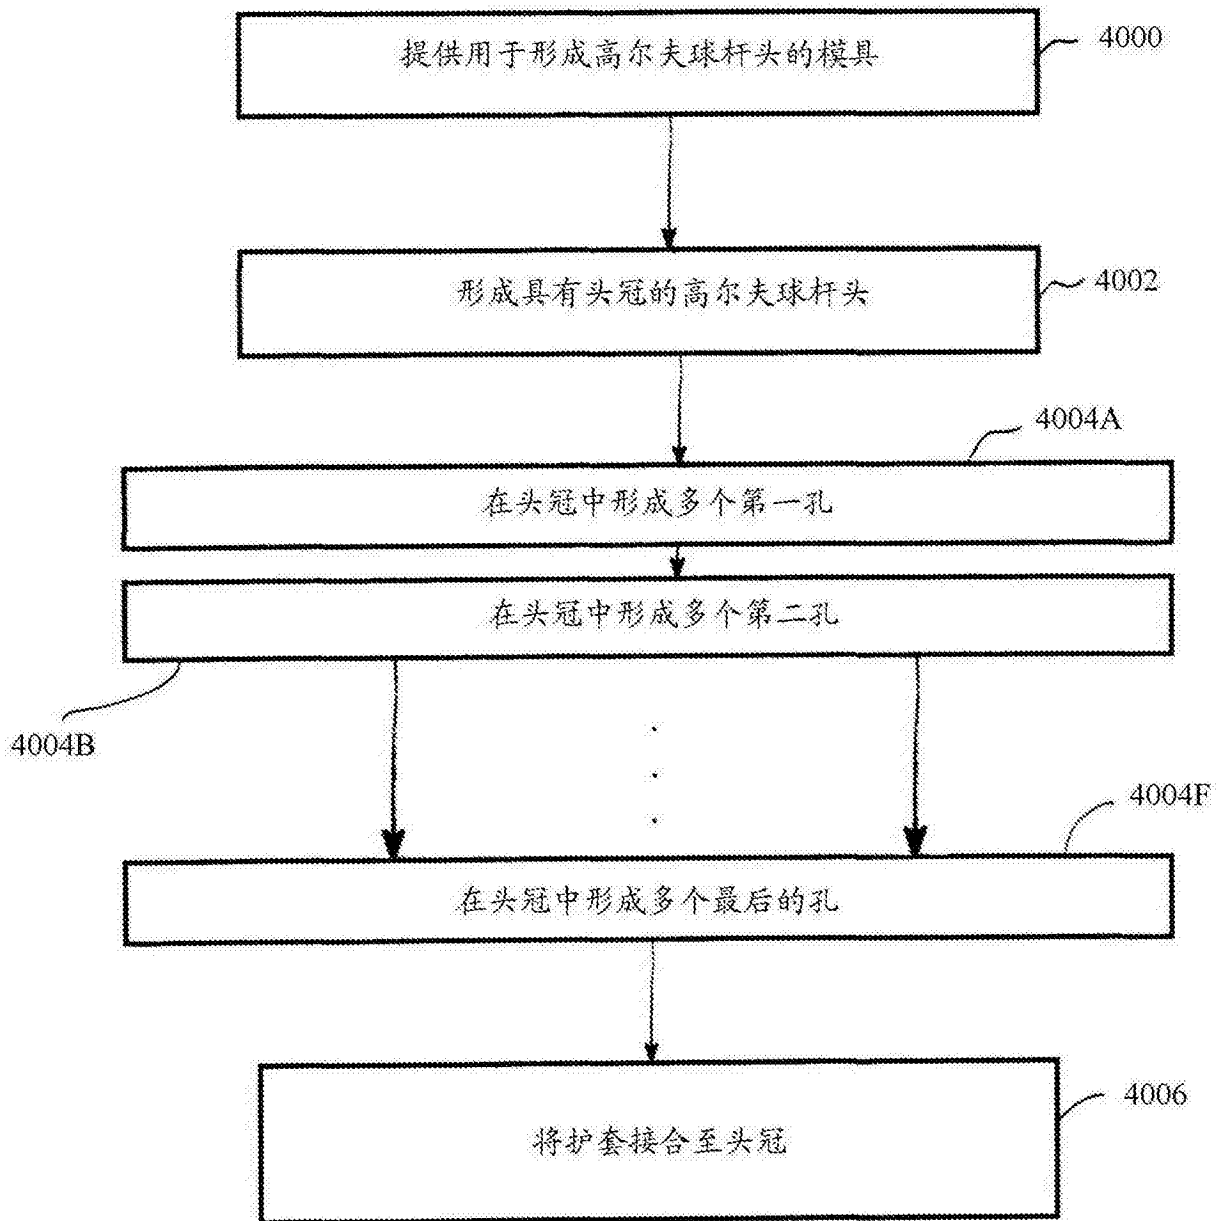 提供用于形成高尔夫球杆头的模具
4000
形成具有头冠的高尔夫球杆头
4002
4004A
在头冠中形成多个第一孔
在头冠中形成多个第二孔
4004B
4004F
在头冠中形成多个最后的孔
4006
将护套接合至头冠